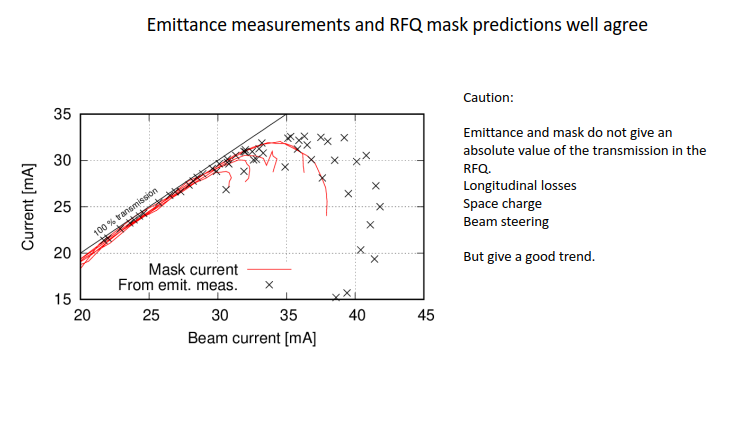 Emittance measurements and RFQ mask predictions well agree
Caution:
Emittance and mask do not give an
absolute value of the transmission in the
RFQ.
Longitudinal losses
Space charge
Beam steering
But give a good trend.
Current [mA]
35
30
25
20
15
100 % transmission
Mask current
From emit. meas.
20
25
30
35
40
45
Beam current [mA]